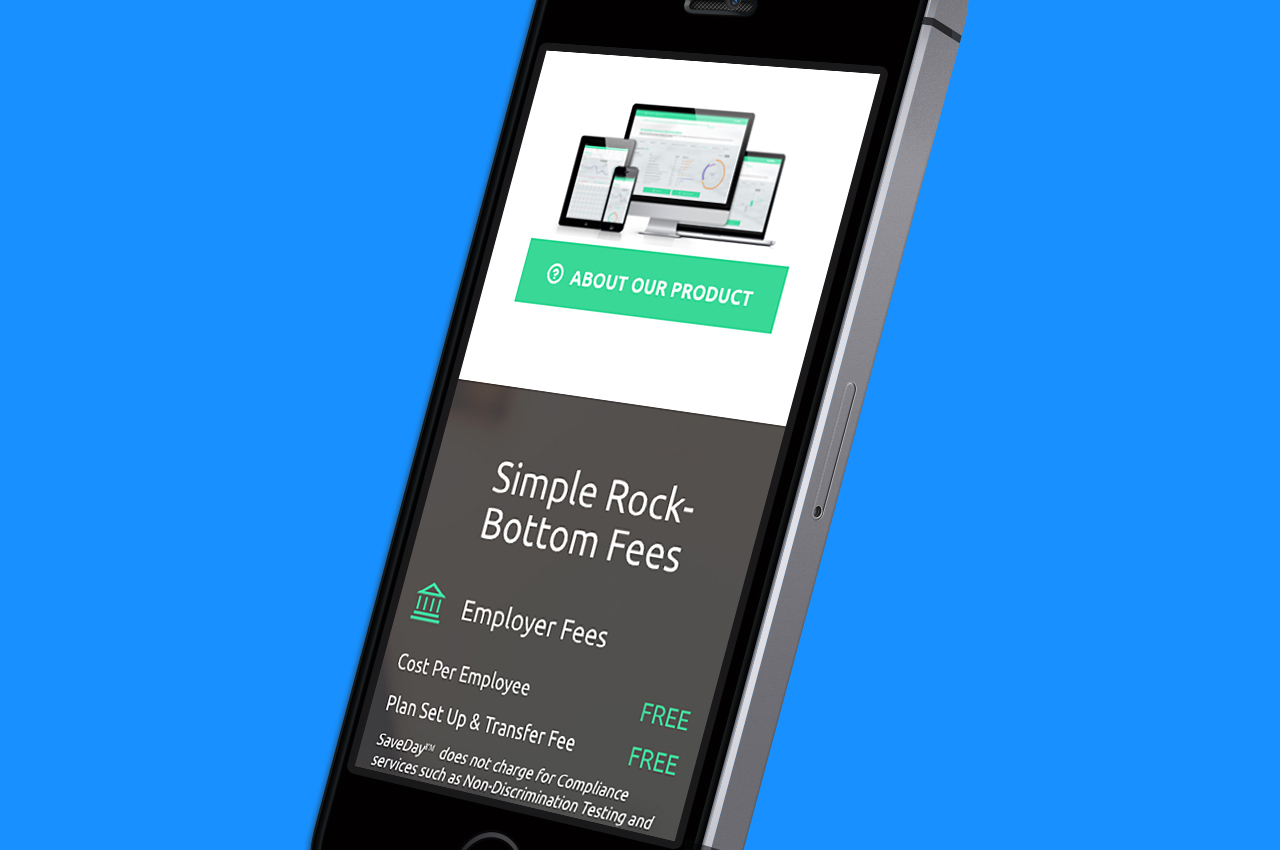 ABOUT OUR PRODUCT
Simple Rock-
Bottom Fees
Employer Fees
Cost Per Employee
FREE
Plan Set Up & Transfer Fee
FREE
SaveDay™ does not charge for Compliance
services such as Non-Discrimination Testing and